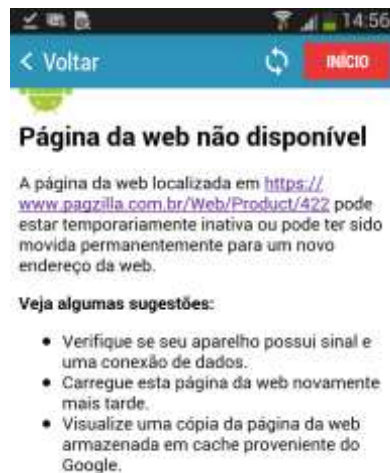 14:56
< Voltar
INÍCIO
Página da web não disponível
A página da web localizada em https://
www.pagzilla.com.br/Web/Product/422 pode
estar temporariamente inativa ou pode ter sido
movida permanentemente para um novo
endereço da web.
Veja algumas sugestões:
• Verifique se seu aparelho possui sinal e
uma conexão de dados.
• Carregue esta página da web novamente
mais tarde.
• Visualize uma cópia da página da web
armazenada em cache proveniente do
Google.